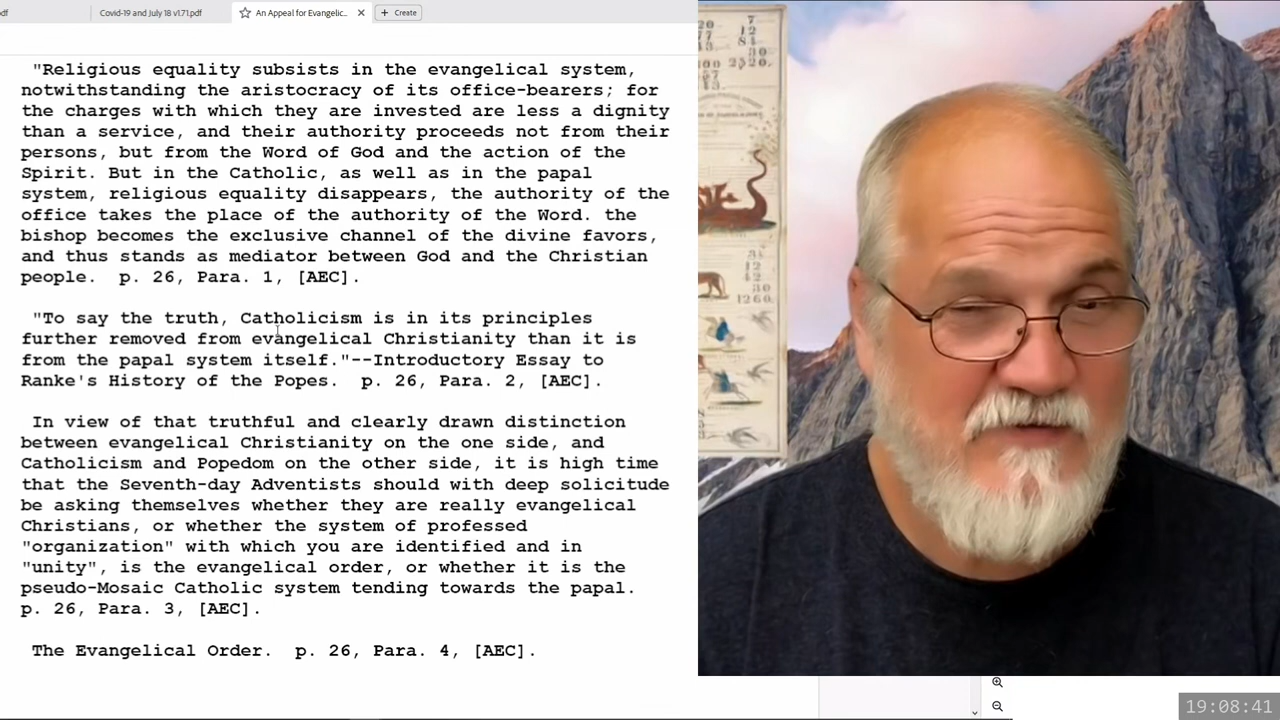 df
Covid-19 and July 18 v1.71.pdf
An Appeal for Evangelic...
Create
"Religious equality subsists in the evangelical system,
notwithstanding the aristocracy of its office-bearers; for
the charges with which they are invested are less a dignity
than a service, and their authority proceeds not from their
persons, but from the Word of God and the action of the
Spirit. But in the Catholic, as well as in the papal
system, religious equality disappears, the authority of the
office takes the place of the authority of the Word. the
bishop becomes the exclusive channel of the divine favors,
and thus stands as mediator between God and the Christian
people.  p. 26, Para. 1, [AEC].
"To say the truth, Catholicism is in its principles
further removed from evangelical Christianity than it is
from the papal system itself."--Introductory Essay to
Ranke's History of the Popes.  p. 26, Para. 2, [AEC].
In view of that truthful and clearly drawn distinction
between evangelical Christianity on the one side, and
Catholicism and Popedom on the other side, it is high time
that the Seventh-day Adventists should with deep solicitude
be asking themselves whether they are really evangelical
Christians, or whether the system of professed
"organization" with which you are identified and in
"unity", is the evangelical order, or whether it is the
pseudo-Mosaic Catholic system tending towards the papal.
p. 26, Para. 3, [AEC].
The Evangelical Order.  p. 26, Para. 4, [AEC].
7
12
30
2520.
12
30
1260.
19:08:41